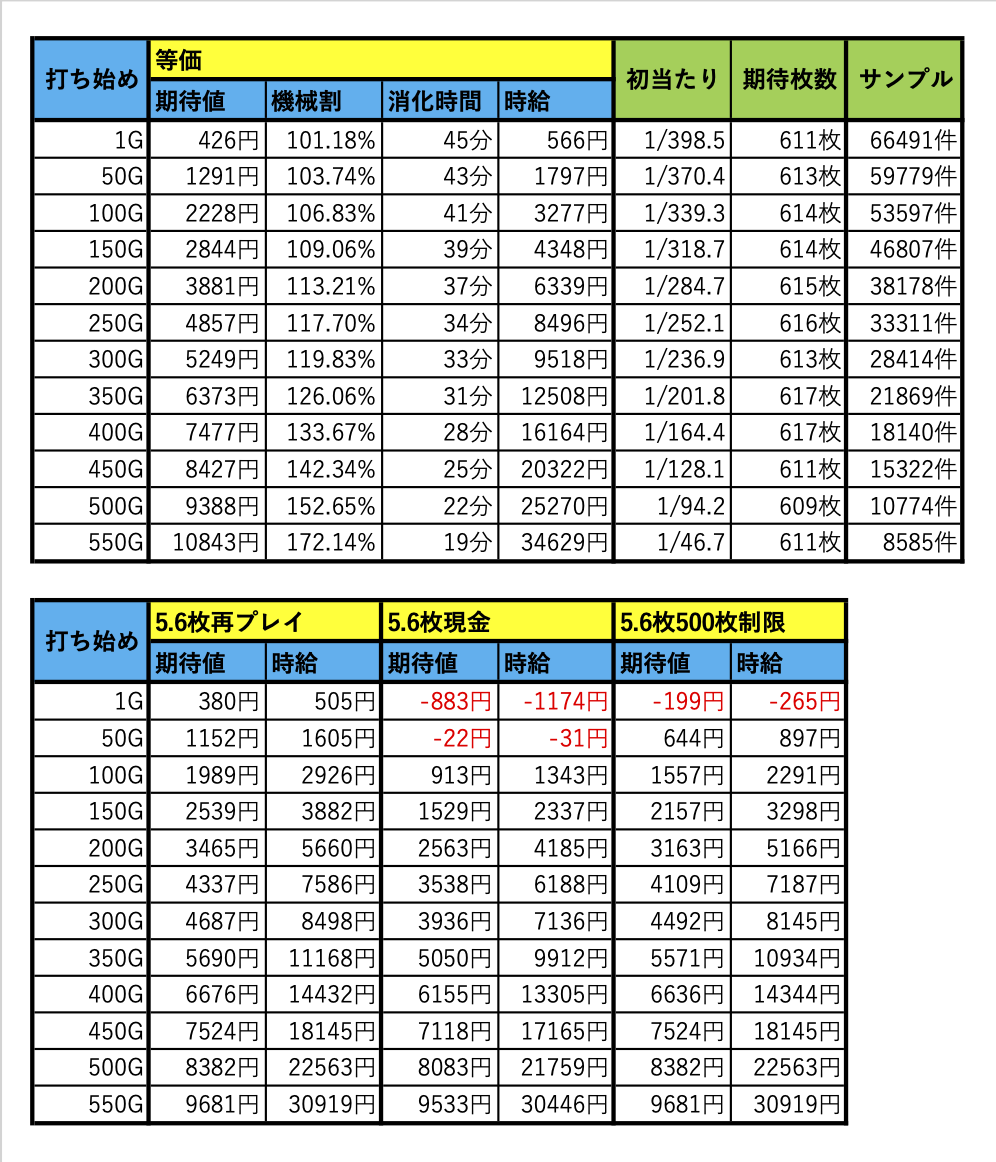 打ち始め 等価 初当たり 期待枚数 サンプル
期待値 機械割 消化時間 時給
1G 426円 101.18% 45分 566円 1/398.5 611枚 66491件
50G 1291円 103.74% 43分 1797円 1/370.4 613枚 59779件
100G 2228円 106.83% 41分 3277円 1/339.3 614枚 53597件
150G 2844円 109.06% 39分 4348円 1/318.7 614枚 46807件
200G 3881円 113.21% 37分 6339円 1/284.7 615枚 38178件
250G 4857円 117.70% 34分 8496円 1/252.1 616枚 33311件
300G 5249円 119.83% 33分 9518円 1/236.9 613枚 28414件
350G 6373円 126.06% 31分 12508円 1/201.8 617枚 21869件
400G 7477円 133.67% 28分 16164円 1/164.4 617枚 18140件
450G 8427円 142.34% 25分 20322円 1/128.1 611枚 15322件
500G 9388円 152.65% 22分 25270円 1/94.2 609枚 10774件
550G 10843円 172.14% 19分 34629円 1/46.7 611枚 8585件
打ち始め 5.6枚再プレイ 5.6枚現金 5.6枚500枚制限
期待値 時給 期待値 時給 期待値 時給
1G 380円 505円 -883円 -1174円 -199円 -265円
50G 1152円 1605円 -22円 -31円 644円 897円
100G 1989円 2926円 913円 1343円 1557円 2291円
150G 2539円 3882円 1529円 2337円 2157円 3298円
200G 3465円 5660円 2563円 4185円 3163円 5166円
250G 4337円 7586円 3538円 6188円 4109円 7187円
300G 4687円 8498円 3936円 7136円 4492円 8145円
350G 5690円 11168円 5050円 9912円 5571円 10934円
400G 6676円 14432円 6155円 13305円 6636円 14344円
450G 7524円 18145円 7118円 17165円 7524円 18145円
500G 8382円 22563円 8083円 21759円 8382円 22563円
550G 9681円 30919円 9533円 30446円 9681円 30919円